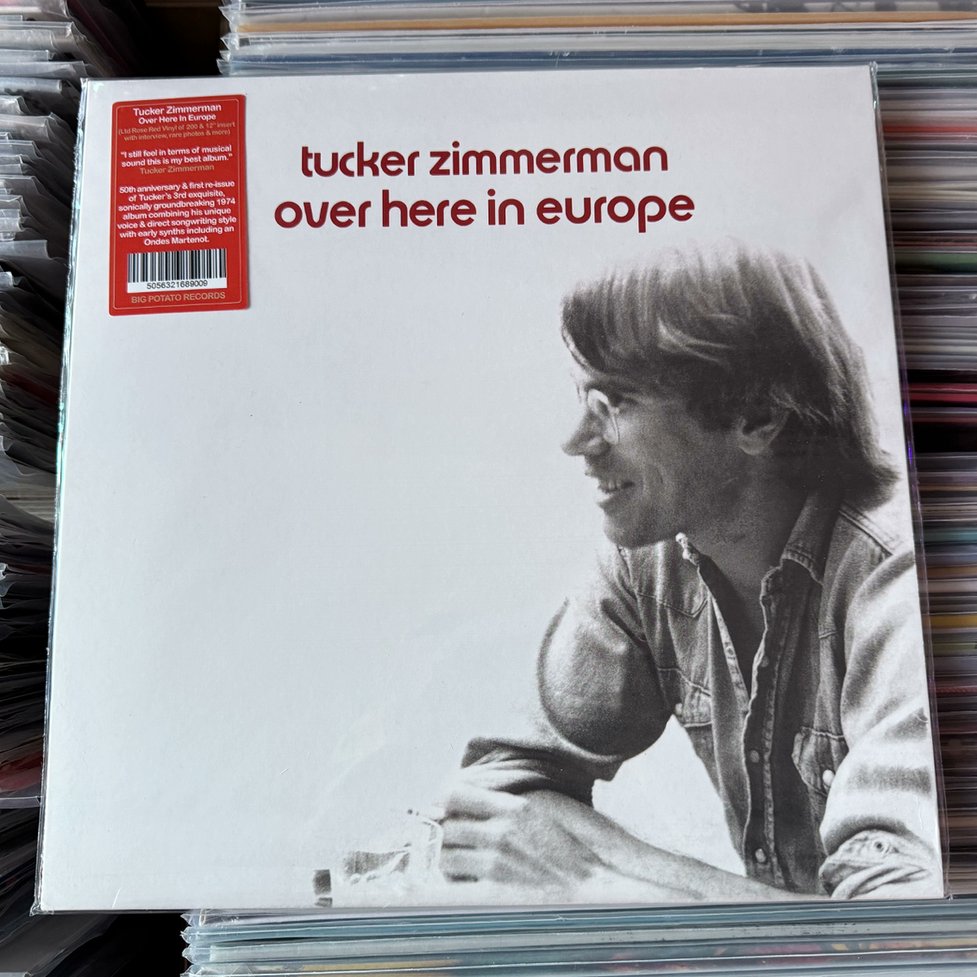 Tucker Zimmerman
Over Here In Europe
(Ltd Rose Red Vinyl of 200 & 12" insert
with interview, rare photos & more)
"I still feel in terms of musical
sound this is my best album."
Tucker Zimmerman
50th anniversary & first re-issue
of Tucker's 3rd exquisite,
sonically groundbreaking 1974
album combining his unique
voice & direct songwriting style
with early synths including an
Ondes Martenot.
5056321689009
BIG POTATO RECORDS
tucker zimmerman
over here in europe